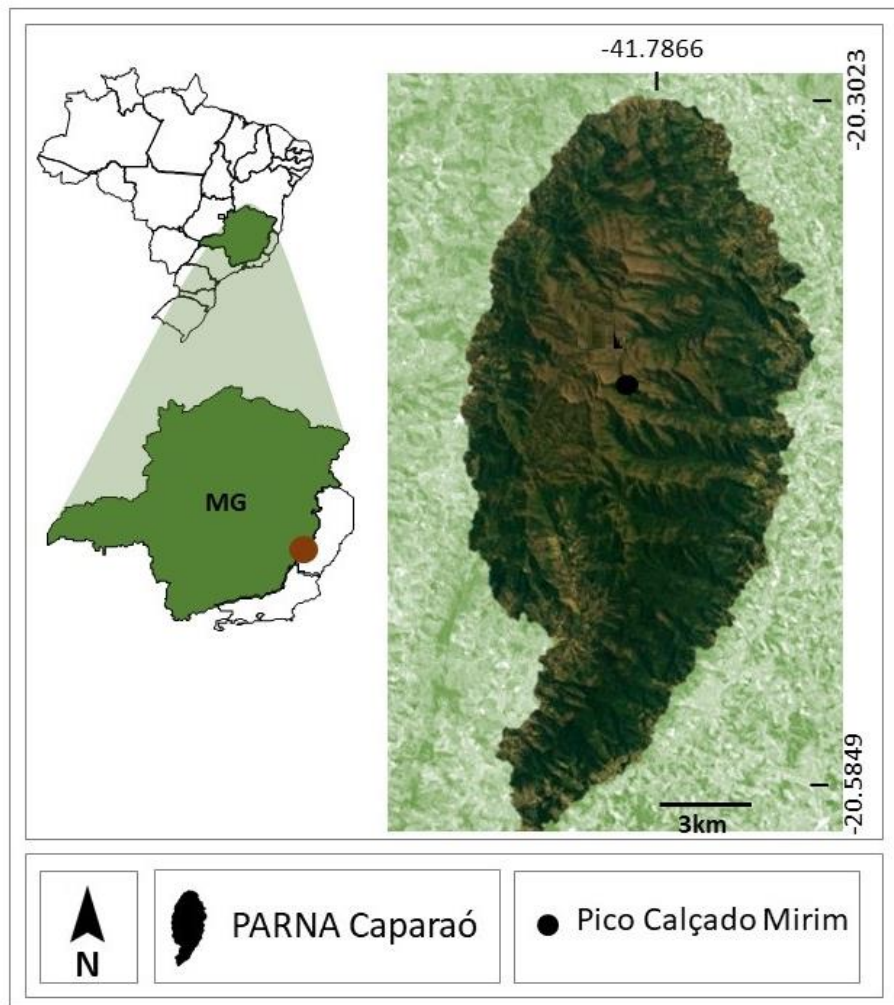 -41.7866
-20.3023
MG
-20.5849
3km
N
PARNA Caparaó
Pico Calçado Mirim